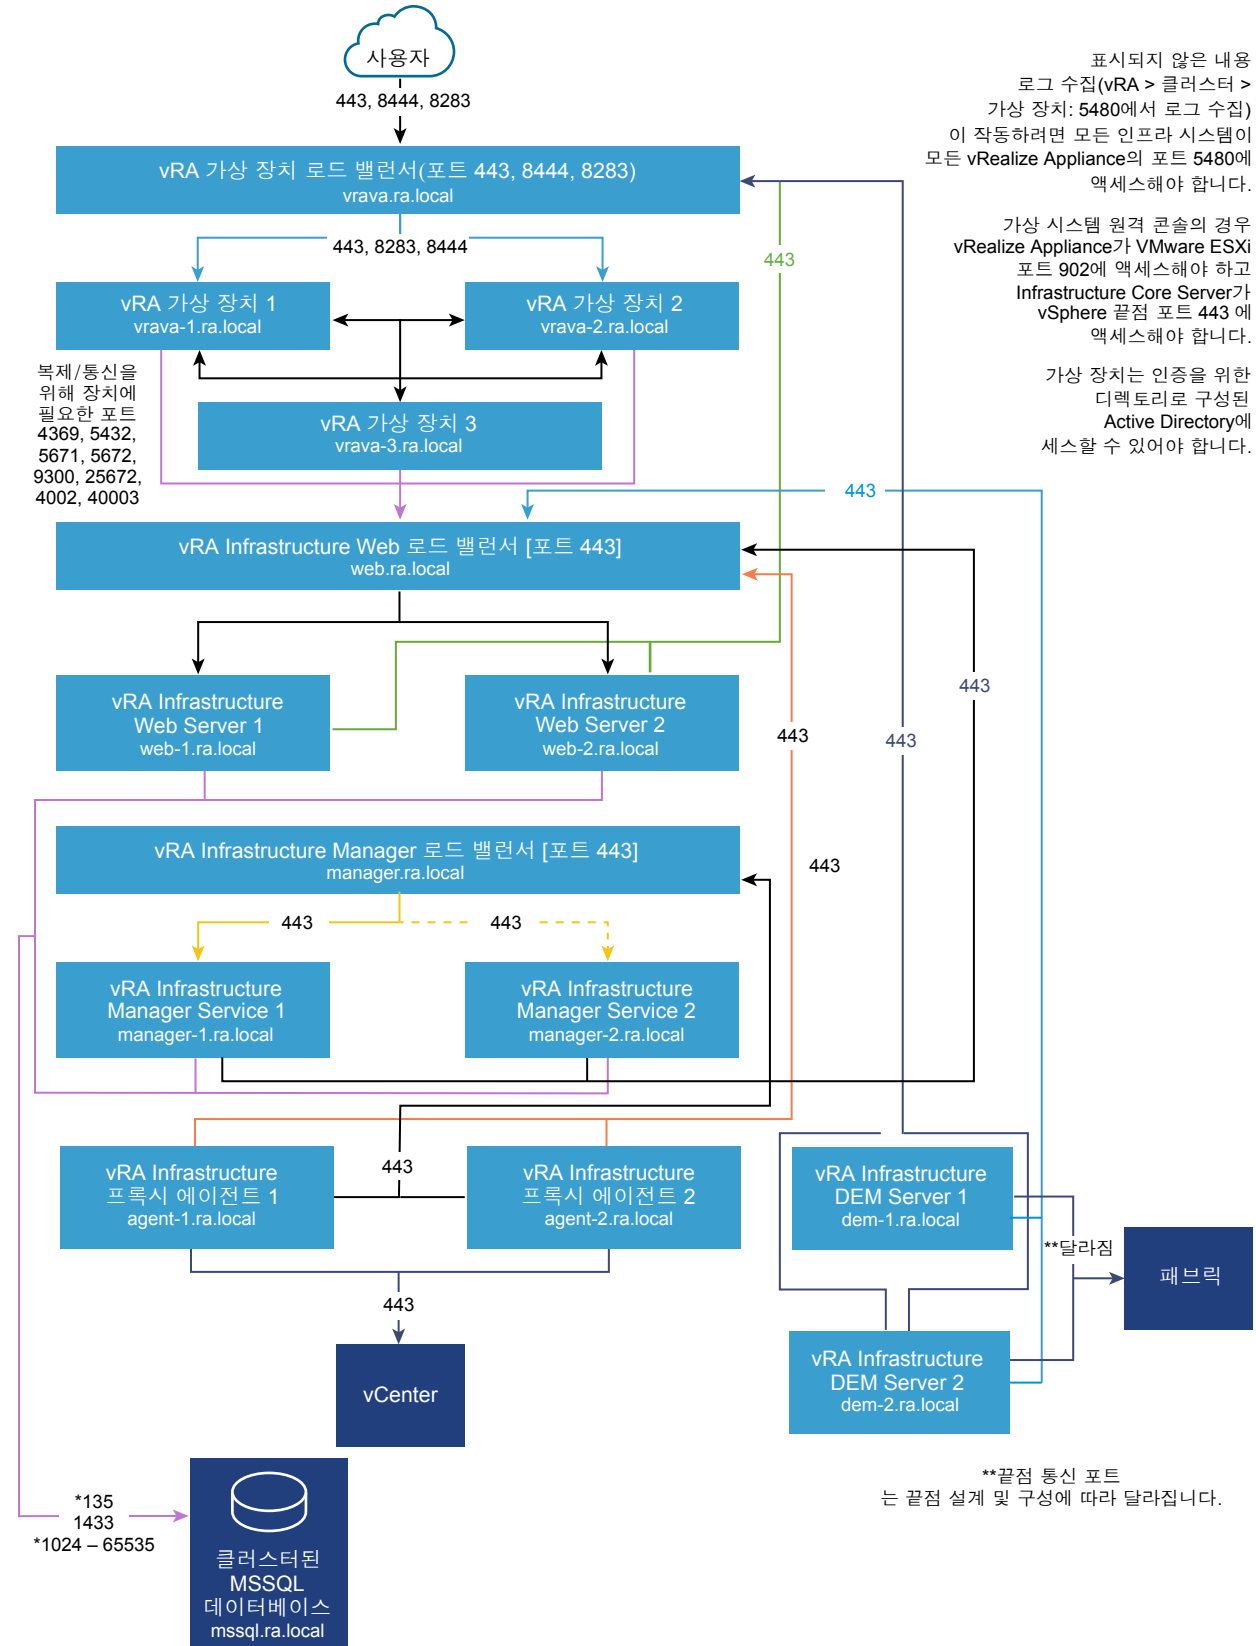 사용자
443, 8444, 8283
표시되지 않은 내용
로그 수집(vRA > 클러스터 >
가상 장치: 5480에서 로그 수집)
이 작동하려면 모든 인프라 시스템이
모든 vRealize Appliance의 포트 5480에
액세스해야 합니다.
가상 시스템 원격 콘솔의 경우
vRealize Appliance가 VMware ESXi
포트 902에 액세스해야 하고
Infrastructure Core Server가
vSphere 끝점 포트 443 에
액세스해야 합니다.
가상 장치는 인증을 위한
디렉토리로 구성된
Active Directory에
세스할 수 있어야 합니다.
vRA 가상 장치 로드 밸런서(포트 443, 8444, 8283)
vrava.ra.local
443, 8283, 8444
443
vRA 가상 장치 1
vrava-1.ra.local
vRA 가상 장치 2
vrava-2.ra.local
복제/통신을
위해 장치에
필요한 포트
4369, 5432,
5671, 5672,
9300, 25672,
4002, 40003
vRA 가상 장치 3
vrava-3.ra.local
443
vRA Infrastructure Web 로드 밸런서 [포트 443]
web.ra.local
vRA Infrastructure
Web Server 1
web-1.ra.local
vRA Infrastructure
Web Server 2
web-2.ra.local
443
443
443
vRA Infrastructure Manager 로드 밸런서 [포트 443]
manager.ra.local
443
443
443
vRA Infrastructure
Manager Service 1
manager-1.ra.local
vRA Infrastructure
Manager Service 2
manager-2.ra.local
vRA Infrastructure
프록시 에이전트 1
agent-1.ra.local
443
vRA Infrastructure
프록시 에이전트 2
agent-2.ra.local
vRA Infrastructure
DEM Server 1
dem-1.ra.local
**달라짐
패브릭
443
vCenter
vRA Infrastructure
DEM Server 2
dem-2.ra.local
**끝점 통신 포트
는 끝점 설계 및 구성에 따라 달라집니다.
*135
1433
*1024 – 65535
클러스터된
MSSQL
데이터베이스
mssql.ra.local